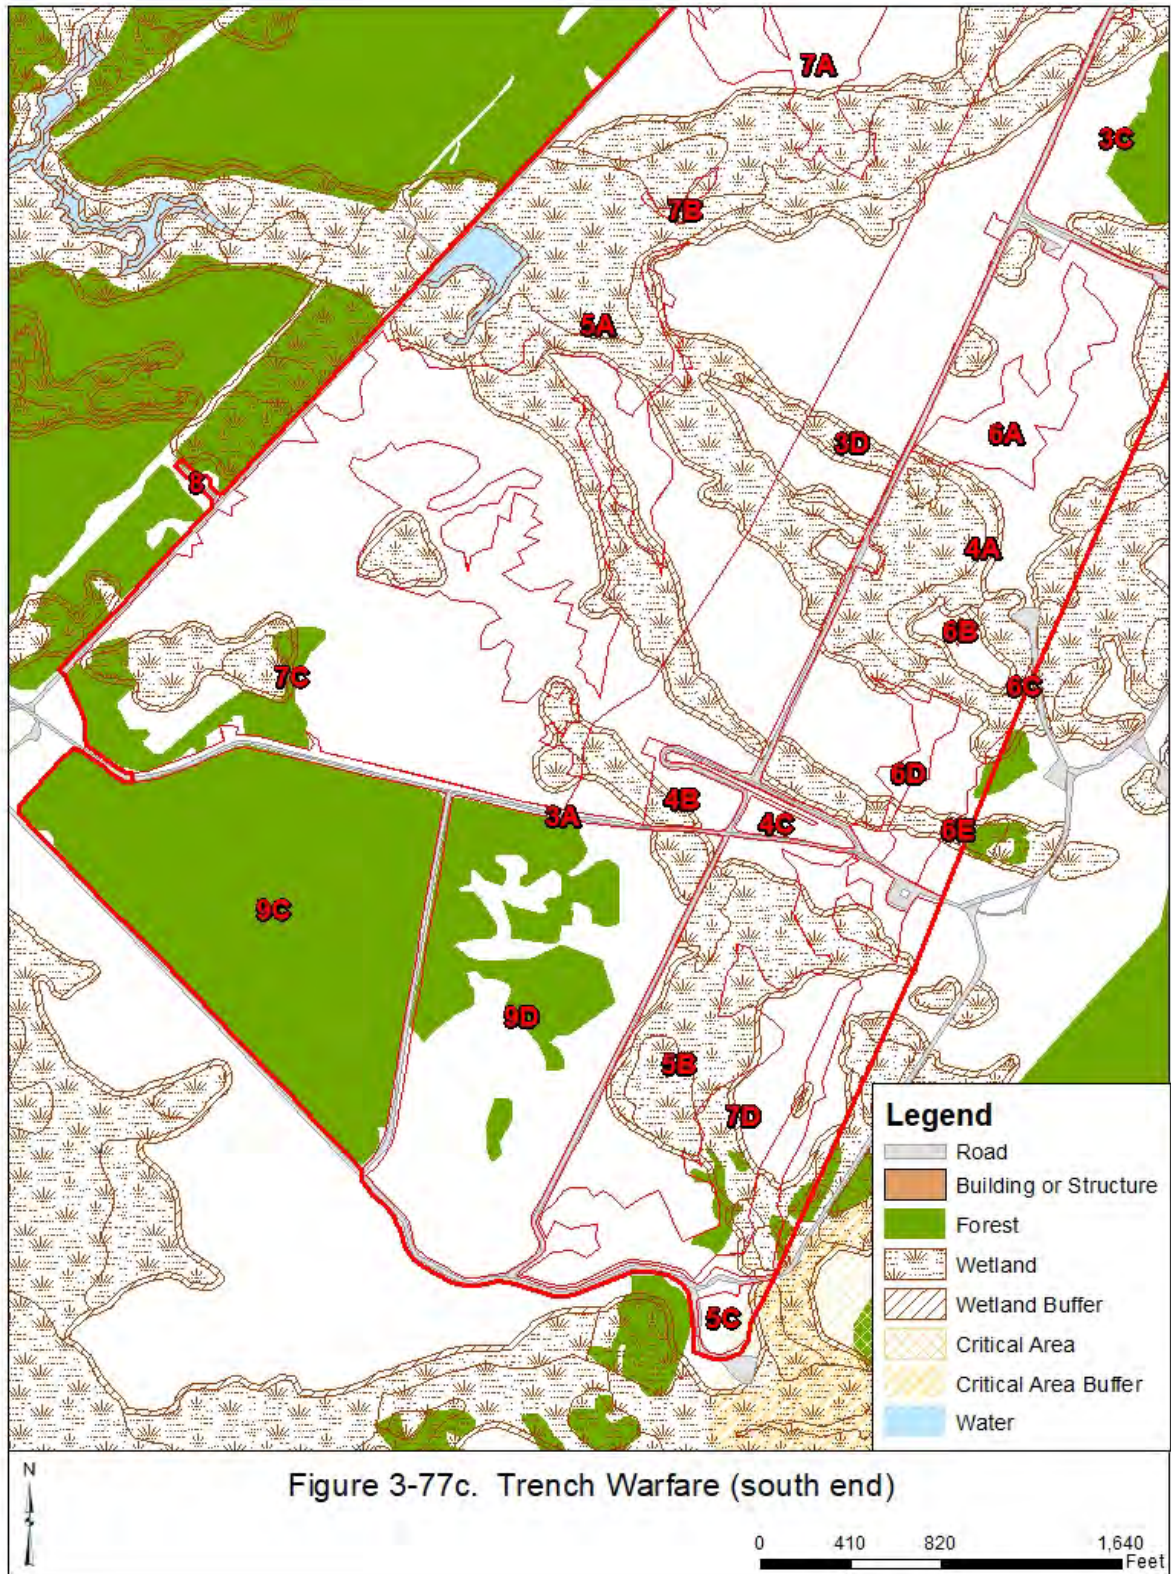 7A
3C
7B
5A
3D
6A
8
4A
6B
7C
6C
6D
4B
3A
4C
6E
9C
9D
5B
7D
5C
Legend
Road
Building or Structure
Forest
Wetland
Wetland Buffer
Critical Area
Critical Area Buffer
Water
N
Figure 3-77c. Trench Warfare (south end)
0 410 820 1,640
Feet